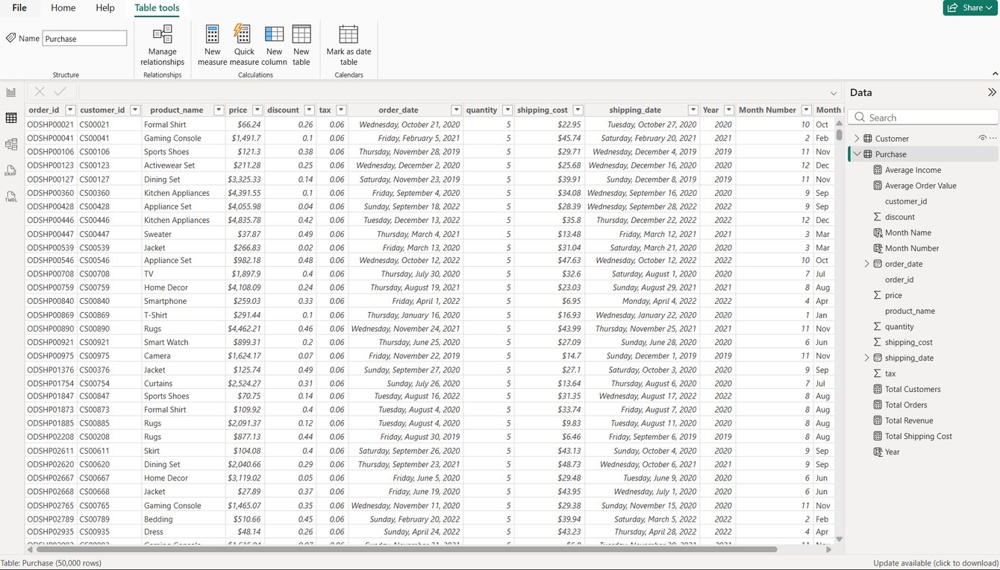 File Home Help Table tools Share
Name Purchase
Manage relationships New measure Quick measure New column New table Mark as date table
Structure Relationships Calculations Calendars
Data
Search
order_id customer_id product_name price discount tax order_date quantity shipping_cost shipping_date Year Month Number Month
ODSHP00021 CS00021 Formal Shirt $66.24 0.26 0.06 Wednesday, October 21, 2020 5 $22.95 Tuesday, October 27, 2020 2020 10 Oct
ODSHP00041 CS00041 Gaming Console $1,491.7 0.1 0.06 Friday, February 5, 2021 5 $45.74 Saturday, February 20, 2021 2021 2 Feb
ODSHP00106 CS00106 Sports Shoes $121.3 0.38 0.06 Thursday, November 28, 2019 5 $29.71 Wednesday, December 4, 2019 2019 11 Nov
ODSHP00123 CS00123 Activewear Set $211.28 0.25 0.06 Wednesday, December 2, 2020 5 $25.68 Wednesday, December 16, 2020 2020 12 Dec
ODSHP00127 CS00127 Dining Set $3,325.33 0.14 0.06 Saturday, November 23, 2019 5 $39.91 Sunday, December 8, 2019 2019 11 Nov
ODSHP00360 CS00360 Kitchen Appliances $4,391.55 0.1 0.06 Friday, September 4, 2020 5 $34.08 Wednesday, September 16, 2020 2020 9 Sep
ODSHP00428 CS00428 Appliance Set $4,055.98 0.04 0.06 Sunday, September 18, 2022 5 $28.39 Wednesday, September 28, 2022 2022 9 Sep
ODSHP00446 CS00446 Kitchen Appliances $4,835.78 0.42 0.06 Tuesday, December 13, 2022 5 $35.8 Thursday, December 22, 2022 2022 12 Dec
ODSHP00447 CS00447 Sweater $37.87 0.49 0.06 Thursday, March 4, 2021 5 $13.48 Friday, March 12, 2021 2021 3 Mar
ODSHP00539 CS00539 Jacket $266.83 0.02 0.06 Friday, March 13, 2020 5 $31.04 Saturday, March 21, 2020 2020 3 Mar
ODSHP00546 CS00546 Appliance Set $982.18 0.48 0.06 Wednesday, October 12, 2022 5 $47.63 Wednesday, October 12, 2022 2022 10 Oct
ODSHP00708 CS00708 TV $1,897.9 0.4 0.06 Thursday, July 30, 2020 5 $32.6 Saturday, August 1, 2020 2020 7 Jul
ODSHP00759 CS00759 Home Decor $4,108.09 0.24 0.06 Thursday, August 19, 2021 5 $23.03 Sunday, August 29, 2021 2021 8 Aug
ODSHP00840 CS00840 Smartphone $259.03 0.33 0.06 Friday, April 1, 2022 5 $6.95 Monday, April 4, 2022 2022 4 Apr
ODSHP00869 CS00869 T-Shirt $291.44 0.1 0.06 Thursday, January 16, 2020 5 $16.93 Wednesday, January 22, 2020 2020 1 Jan
ODSHP00890 CS00890 Rugs $4,462.21 0.46 0.06 Wednesday, November 24, 2021 5 $43.99 Thursday, November 25, 2021 2021 11 Nov
ODSHP00921 CS00921 Smart Watch $899.31 0.2 0.06 Thursday, June 25, 2020 5 $27.09 Sunday, June 28, 2020 2020 6 Jun
ODSHP00975 CS00975 Camera $1,624.17 0.07 0.06 Friday, November 22, 2019 5 $14.7 Sunday, December 1, 2019 2019 11 Nov
ODSHP01376 CS00376 Jacket $125.74 0.49 0.06 Sunday, September 27, 2020 5 $27.1 Saturday, October 3, 2020 2020 9 Sep
ODSHP01754 CS00754 Curtains $2,524.27 0.31 0.06 Sunday, July 26, 2020 5 $13.64 Thursday, August 6, 2020 2020 7 Jul
ODSHP01847 CS00847 Sports Shoes $70.75 0.14 0.06 Tuesday, August 16, 2022 5 $31.35 Wednesday, August 17, 2022 2022 8 Aug
ODSHP01873 CS00873 Formal Shirt $109.92 0.4 0.06 Tuesday, August 4, 2020 5 $33.74 Friday, August 7, 2020 2020 8 Aug
ODSHP01885 CS00885 Rugs $2,091.37 0.12 0.06 Tuesday, August 4, 2020 5 $9.83 Tuesday, August 11, 2020 2020 8 Aug
ODSHP02208 CS00208 Rugs $877.13 0.44 0.06 Friday, August 30, 2019 5 $6.46 Friday, September 6, 2019 2019 8 Aug
ODSHP02611 CS00611 Skirt $104.08 0.4 0.06 Saturday, September 26, 2020 5 $43.13 Sunday, October 4, 2020 2020 9 Sep
ODSHP02620 CS00620 Dining Set $2,040.66 0.29 0.06 Thursday, September 23, 2021 5 $48.73 Wednesday, October 6, 2021 2021 9 Sep
ODSHP02667 CS00667 Home Decor $3,119.02 0.05 0.06 Friday, June 5, 2020 5 $29.48 Tuesday, June 9, 2020 2020 6 Jun
ODSHP02668 CS00668 Jacket $27.89 0.37 0.06 Friday, June 19, 2020 5 $43.95 Wednesday, July 1, 2020 2020 6 Jun
ODSHP02765 CS00765 Gaming Console $1,465.07 0.35 0.06 Wednesday, November 11, 2020 5 $29.38 Sunday, November 15, 2020 2020 11 Nov
ODSHP02789 CS00789 Bedding $510.66 0.45 0.06 Sunday, February 20, 2022 5 $39.94 Saturday, March 5, 2022 2022 2 Feb
ODSHP02935 CS00935 Dress $48.14 0.26 0.06 Sunday, April 24, 2022 5 $43.23 Thursday, April 28, 2022 2022 4 Apr
Customer
Purchase
Average Income
Average Order Value
customer_id
discount
Month Name
Month Number
order_date
order_id
price
product_name
quantity
shipping_cost
shipping_date
tax
Total Customers
Total Orders
Total Revenue
Total Shipping Cost
Year
DAX
TMDL
Table: Purchase (50,000 rows) Update available (click to download)